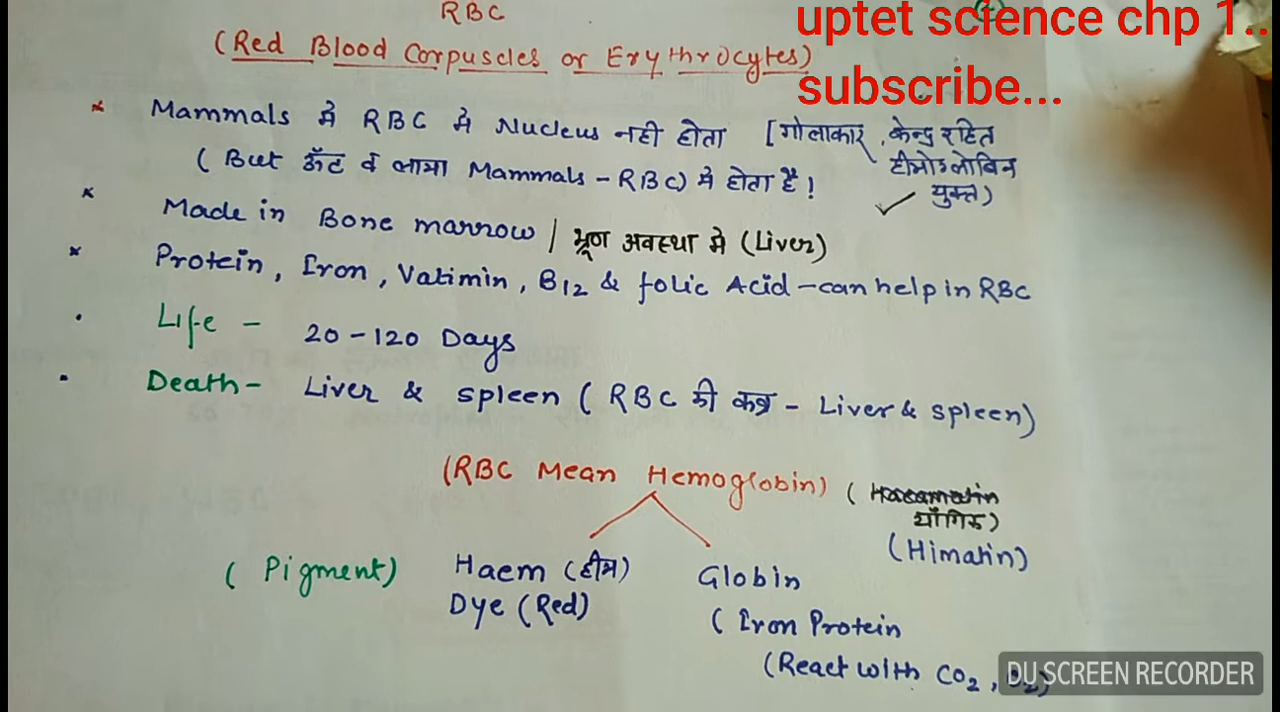 RBC
uptet science chp 1..
(Red Blood Corpuscles or Erythrocytes)
subscribe...
* Mammals मे RBC मे Nucleus नही होता [गोलाकार, केन्द्र रहित
(But ऊँट व लामा Mammals - RBC) मे होता है! हीमोग्लोबिन
युक्त)
* Made in Bone marrow / भ्रूण अवस्था मे (Liver)
* Protein, Iron, Vatimin, B12 & folic Acid - can help in RBC
• Life - 20-120 Days
• Death - Liver & spleen (RBC की कब्र - Liver & spleen)
(RBC Mean Hemoglobin) (
यौगिक)
(Himatin)
(Pigment) Haem (हीम) Globin
Dye (Red) (Iron Protein
(React with CO2, O2)
DU SCREEN RECORDER